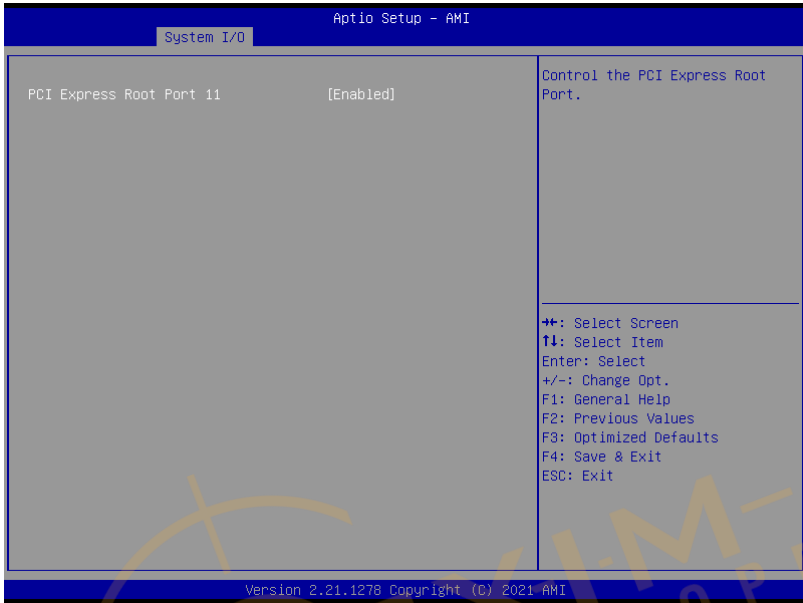 Aptio Setup – AMI
System I/O
PCI Express Root Port 11 [Enabled]
Control the PCI Express Root
Port.
→←: Select Screen
↑↓: Select Item
Enter: Select
+/-: Change Opt.
F1: General Help
F2: Previous Values
F3: Optimized Defaults
F4: Save & Exit
ESC: Exit
Version 2.21.1278 Copyright (C) 2021 AMI